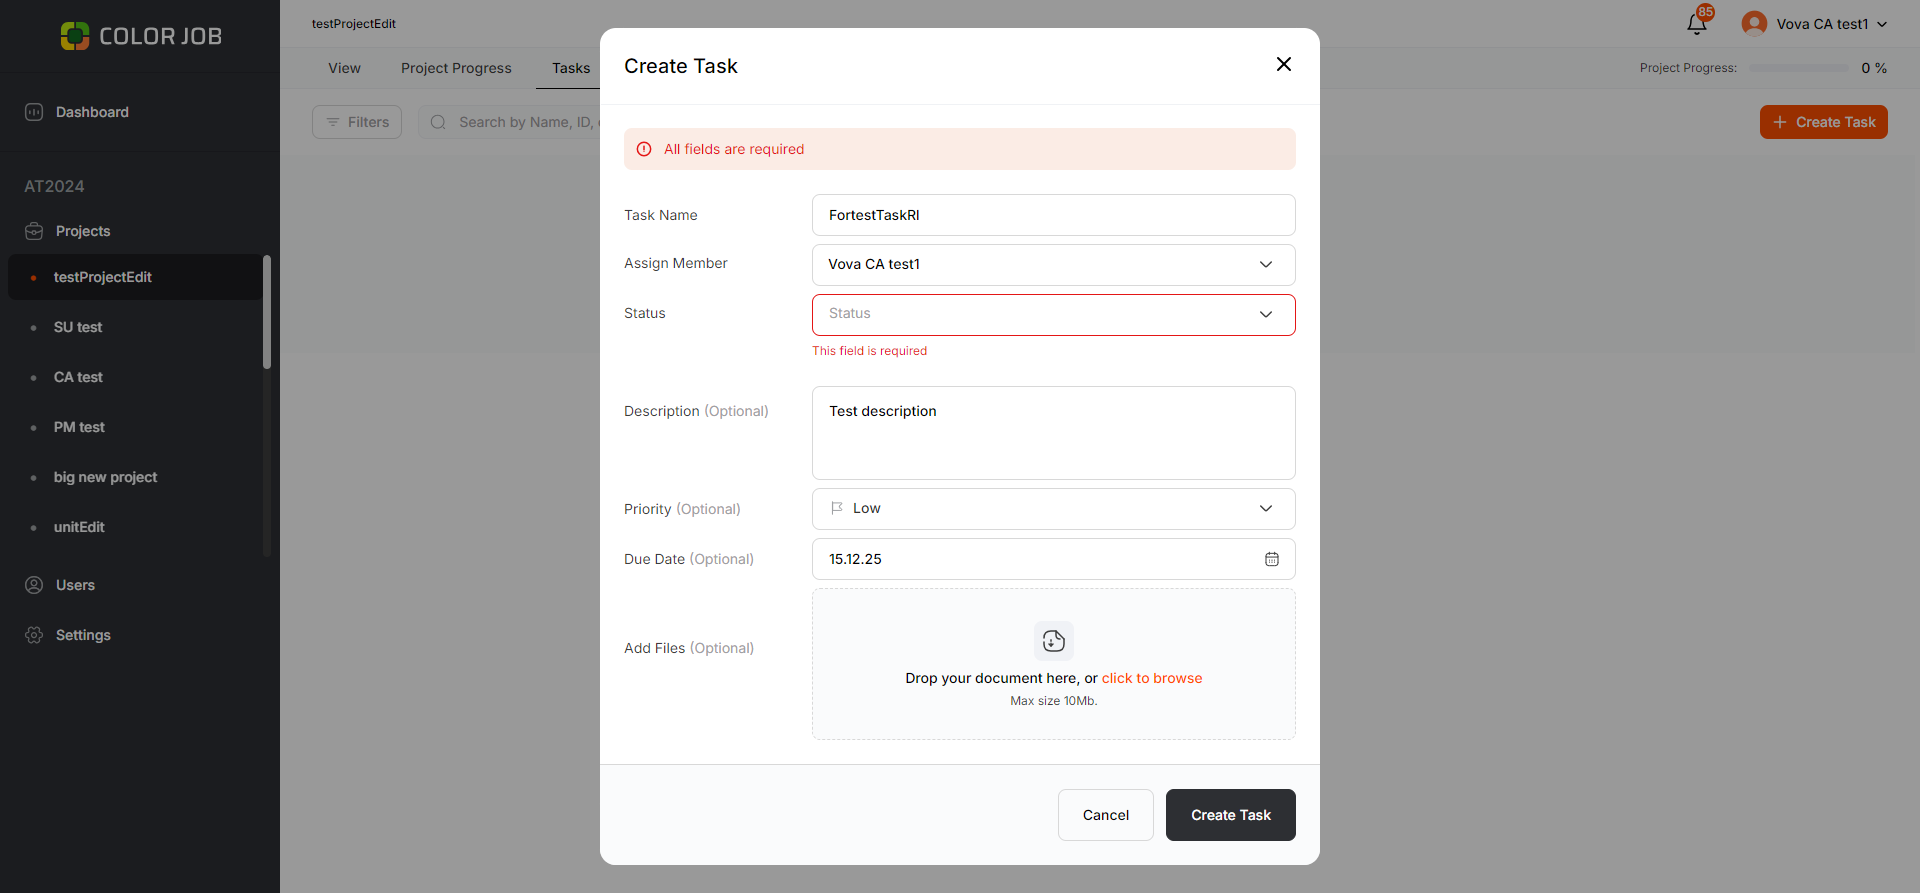 COLOR JOB
Dashboard
AT2024
Projects
testProjectEdit
SU test
CA test
PM test
big new project
unitEdit
Users
Settings
testProjectEdit
85
Vova CA test1
View
Project Progress
Tasks
Project Progress:
0 %
Filters
Search by Name, ID,
Create Task
Create Task
All fields are required
Task Name
FortestTaskRI
Assign Member
Vova CA test1
Status
Status
This field is required
Description (Optional)
Test description
Priority (Optional)
Low
Due Date (Optional)
15.12.25
Add Files (Optional)
Drop your document here, or click to browse
Max size 10Mb.
Cancel
Create Task